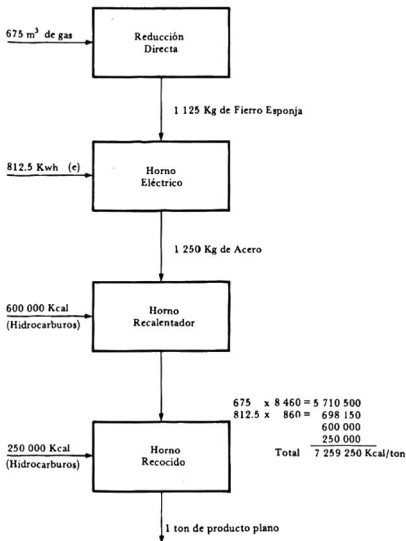 675 m³ de gas
Reducción
Directa
1 125 Kg de Fierro Esponja
812.5 Kwh (e)
Horno
Eléctrico
1 250 Kg de Acero
600 000 Kcal
(Hidrocarburos)
Horno
Recalentador
675 x 8 460 = 5 710 500
812.5 x 860 = 698 150
600 000
250 000
Total 7 259 250 Kcal/ton
250 000 Kcal
(Hidrocarburos)
Horno
Recocido
1 ton de producto plano